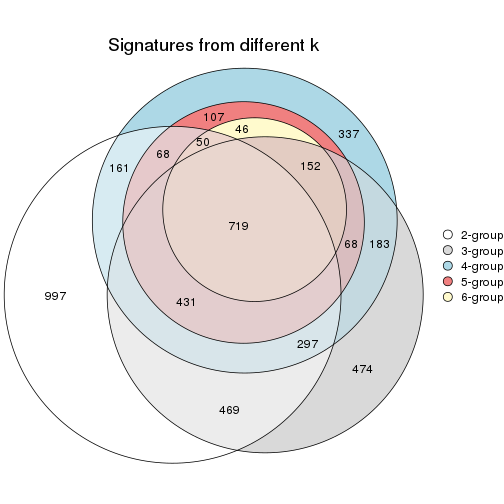 Signatures from different k
107
46
337
50
68
152
161
719
68
183
997
431
297
474
469
2-group
3-group
4-group
5-group
6-group